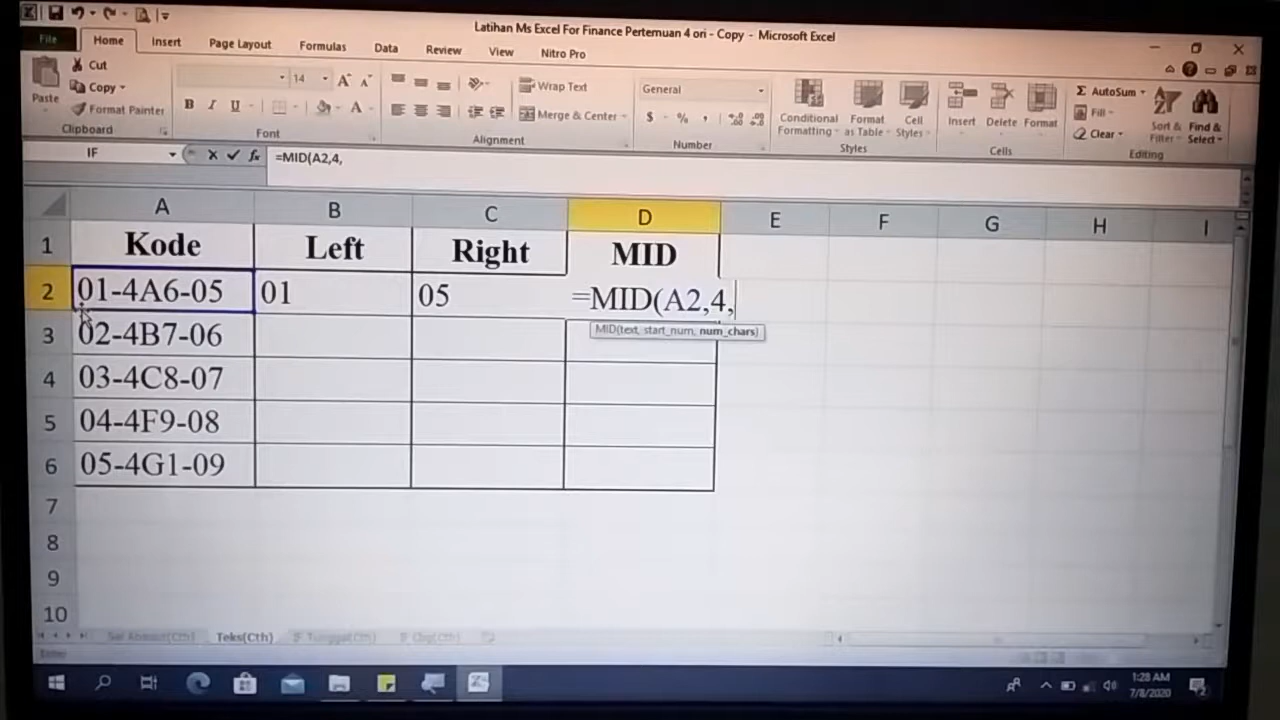 Latihan Ms Excel For Finance Pertemuan 4 ori - Copy - Microsoft Excel
File Home Insert Page Layout Formulas Data Review View Nitro Pro
Paste
Cut
Copy
Format Painter
Clipboard
14
B I U
Font
Wrap Text
Merge & Center
Alignment
General
$ % ,
Number
Conditional Formatting
Format as Table
Cell Styles
Styles
Insert Delete Format
Cells
AutoSum
Fill
Clear
Sort & Filter
Find & Select
Editing
IF fx =MID(A2,4,
A B C D E F G H I
1 Kode Left Right MID
2 01-4A6-05 01 05 =MID(A2,4,
MID(text, start_num, num_chars)
3 02-4B7-06
4 03-4C8-07
5 04-4F9-08
6 05-4G1-09
7
8
9
10
Teks(Cth)
1:28 AM
7/8/2020